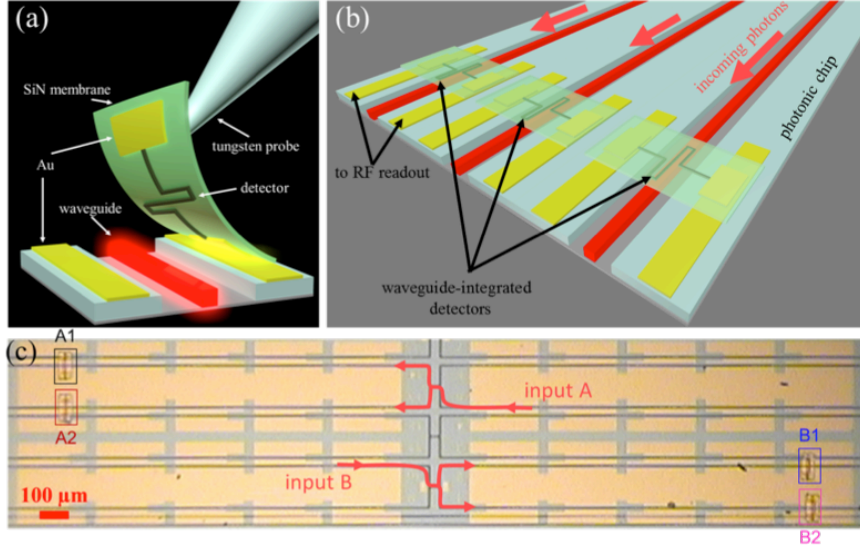 (a)
SiN membrane
Au
tungsten probe
detector
waveguide
(b)
incoming photons
photonic chip
to RF readout
waveguide-integrated
detectors
(c)
A1
A2
input A
input B
B1
B2
100 µm